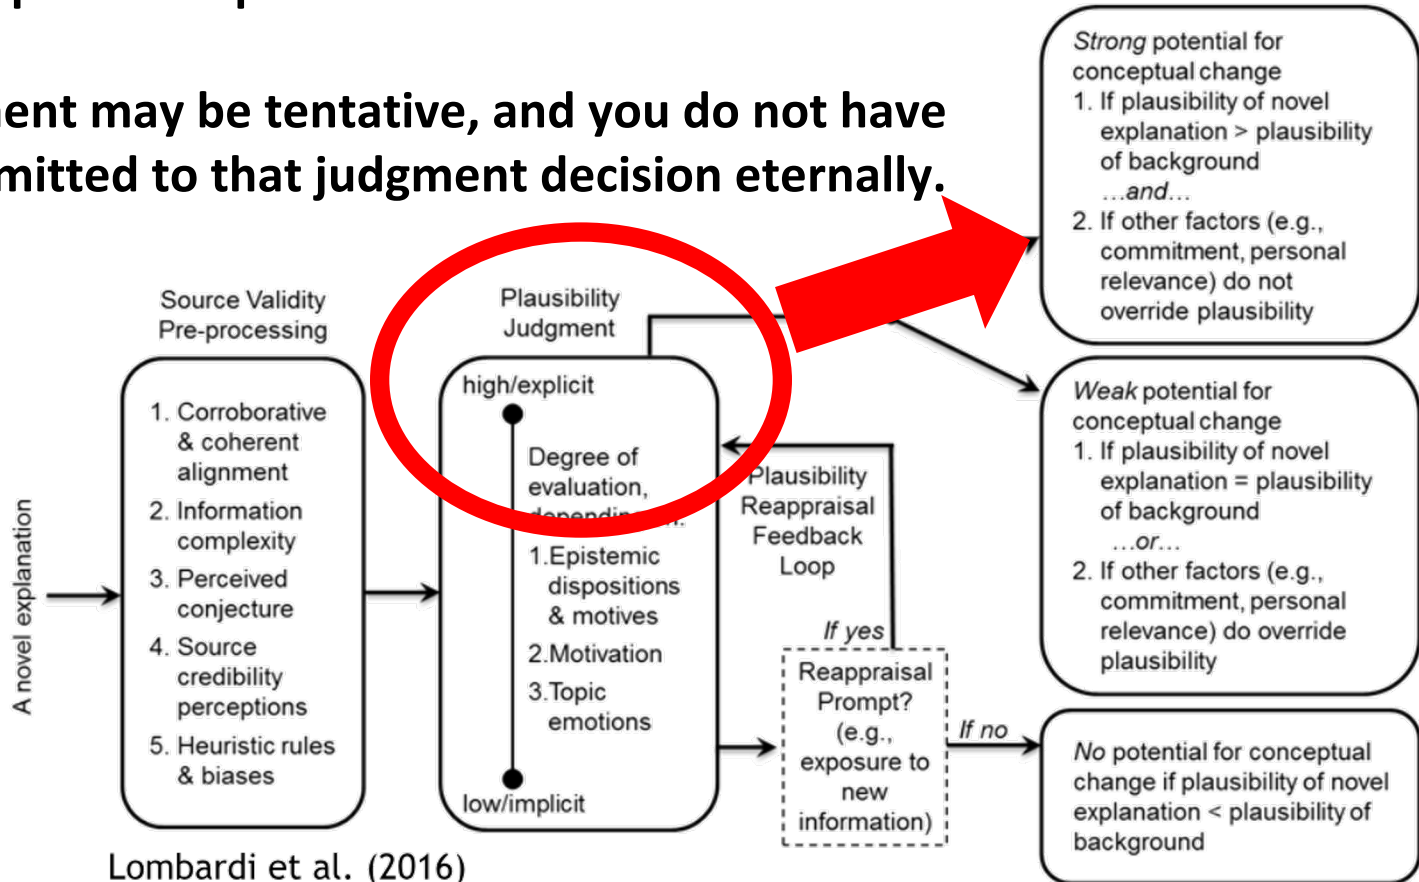 ent may be tentative, and you do not have
mitted to that judgment decision eternally.
Source Validity
Pre-processing
A novel explanation
1. Corroborative
& coherent
alignment
2. Information
complexity
3. Perceived
conjecture
4. Source
credibility
perceptions
5. Heuristic rules
& biases
Plausibility
Judgment
high/explicit
Degree of
evaluation,
1.Epistemic
dispositions
& motives
2.Motivation
3.Topic
emotions
low/implicit
Plausibility
Reappraisal
Feedback
Loop
If yes
Reappraisal
Prompt?
(e.g.,
exposure to
new
information)
If no
Strong potential for
conceptual change
1. If plausibility of novel
explanation > plausibility
of background
...and...
2. If other factors (e.g.,
commitment, personal
relevance) do not
override plausibility
Weak potential for
conceptual change
1. If plausibility of novel
explanation = plausibility
of background
...or...
2. If other factors (e.g.,
commitment, personal
relevance) do override
plausibility
No potential for conceptual
change if plausibility of novel
explanation < plausibility of
background
Lombardi et al. (2016)